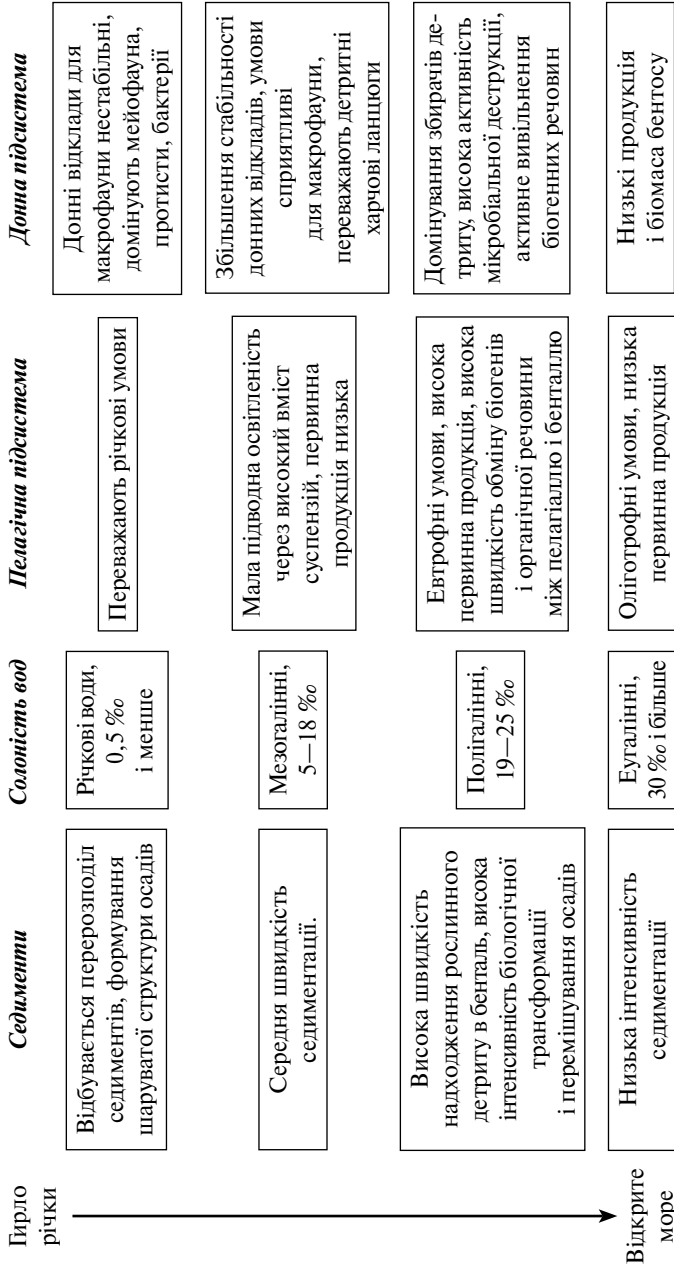 Седименти
Солоність вод
Пелагічна підсистема
Донна підсистема
Гирло
річки
Відбувається перерозподіл
седиментів, формування
шаруватої структури осадів
Річкові води,
0,5 ‰
і менше
Переважають річкові умови
Донні відклади для
макрофауни нестабільні,
домінують мейофауна,
протисти, бактерії
Середня швидкість
седиментації.
Мезогалінні,
5—18 ‰
Мала підводна освітленість
через високий вміст
суспензій, первинна
продукція низька
Збільшення стабільності
донних відкладів, умови
сприятливі
для макрофауни,
переважають детритні
харчові ланцюги
Висока швидкість
надходження рослинного
детриту в бенталь, висока
інтенсивність біологічної
трансформації
і перемішування осадів
Полігалінні,
19—25 ‰
Евтрофні умови, висока
первинна продукція, висока
швидкість обміну біогенів
і органічної речовини
між пелагіаллю і бенталлю
Домінування збирачів де-
триту, висока активність
мікробіальної деструкції,
активне вивільнення
біогенних речовин
Відкрите
море
Низька інтенсивність
седиментації
Еугалінні,
30 ‰ і більше
Оліготрофні умови, низька
первинна продукція
Низькі продукція
і біомаса бентосу